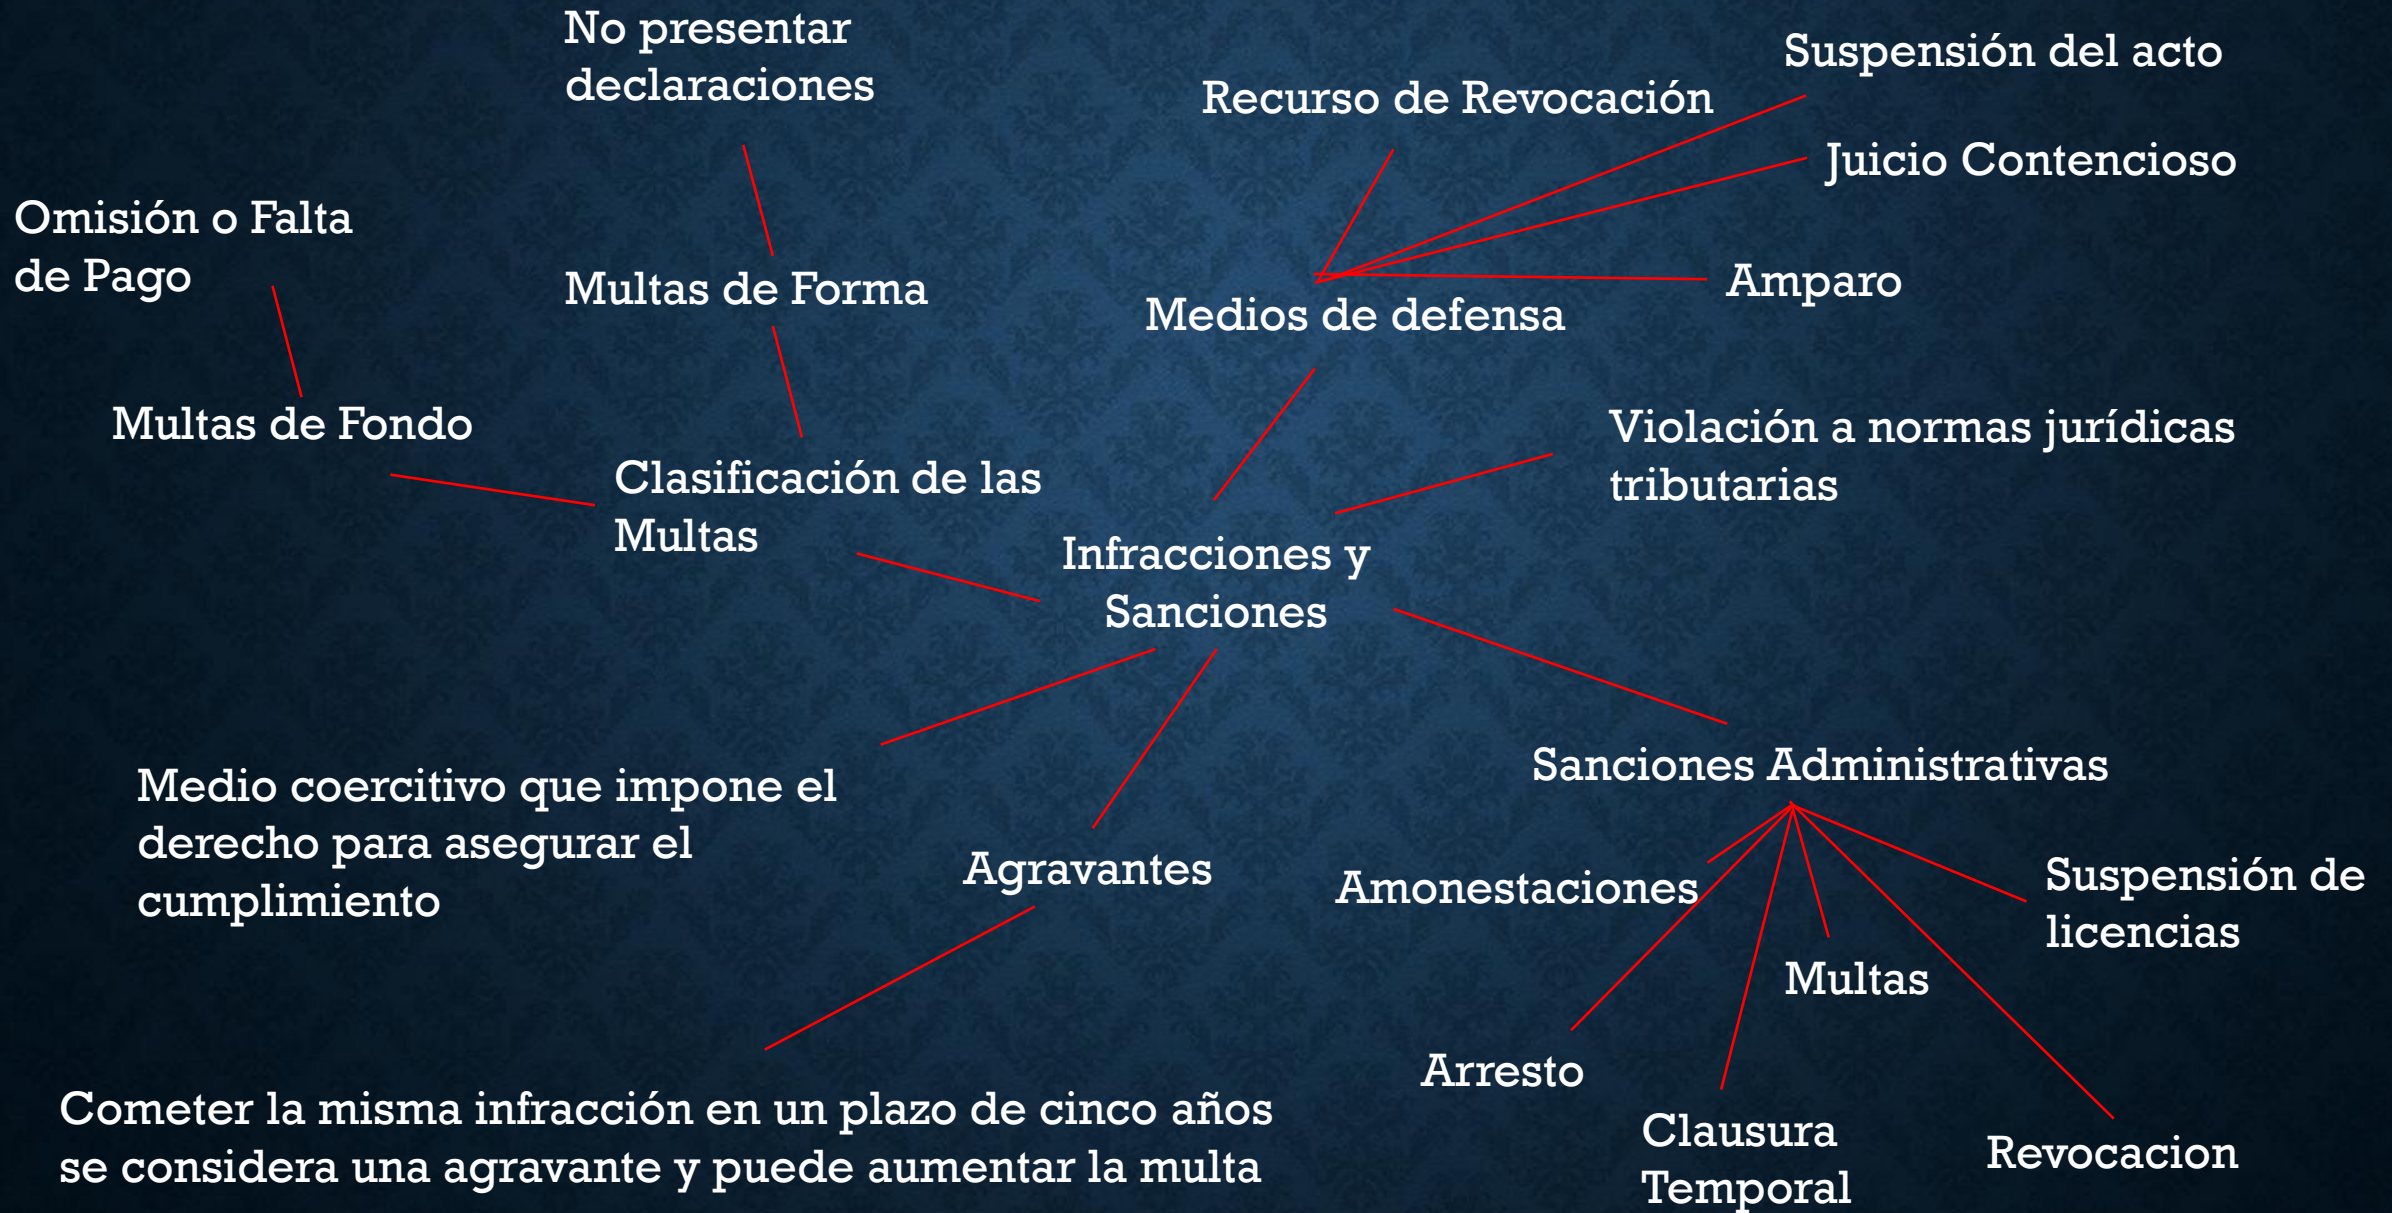 No presentar
declaraciones
Recurso de Revocación
Suspensión del acto
Juicio Contencioso
Omisión o Falta
de Pago
Multas de Forma
Medios de defensa
Amparo
Multas de Fondo
Clasificación de las
Multas
Violación a normas jurídicas
tributarias
Infracciones y
Sanciones
Medio coercitivo que impone el
derecho para asegurar el
cumplimiento
Agravantes
Sanciones Administrativas
Amonestaciones
Suspensión de
licencias
Multas
Arresto
Clausura
Temporal
Revocacion
Cometer la misma infracción en un plazo de cinco años
se considera una agravante y puede aumentar la multa